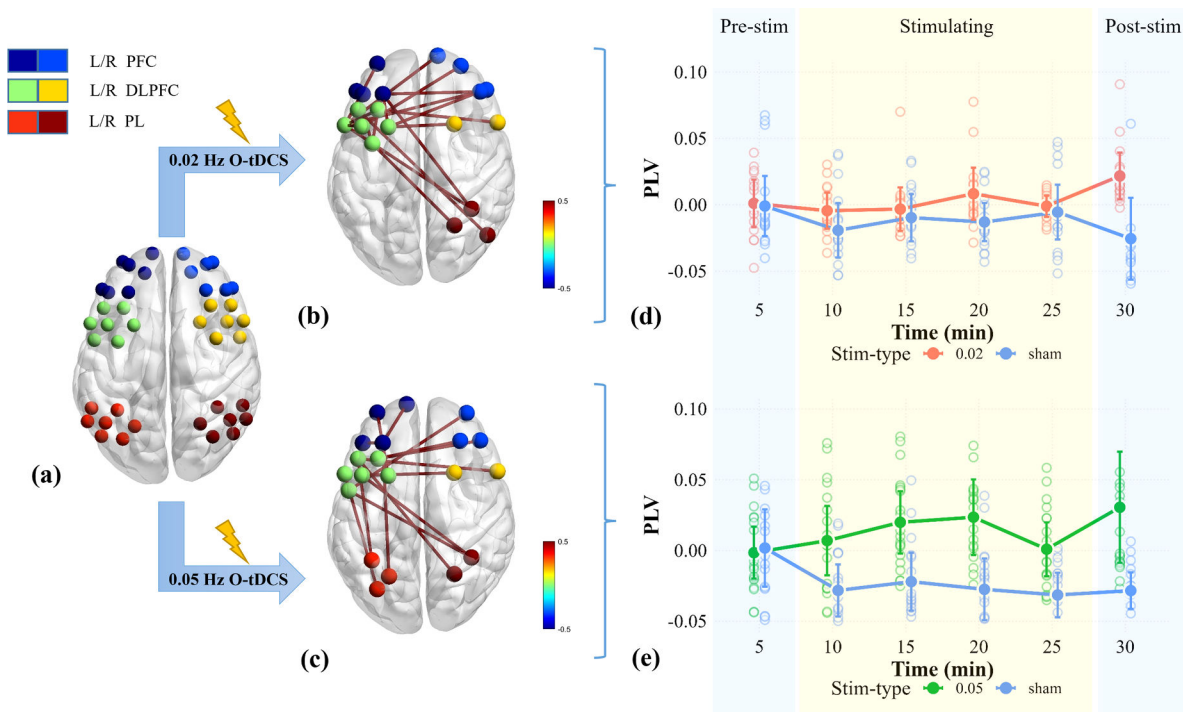 L/R PFC
L/R DLPFC
L/R PL
0.02 Hz O-tDCS
(a)
0.05 Hz O-tDCS
0.5
-0.5
(b)
0.5
-0.5
(c)
Pre-stim Stimulating Post-stim
PLV
0.10
0.05
0.00
-0.05
5 10 15 20 25 30
(d)
Time (min)
Stim-type 0.02 sham
PLV
0.10
0.05
0.00
-0.05
5 10 15 20 25 30
(e)
Time (min)
Stim-type 0.05 sham